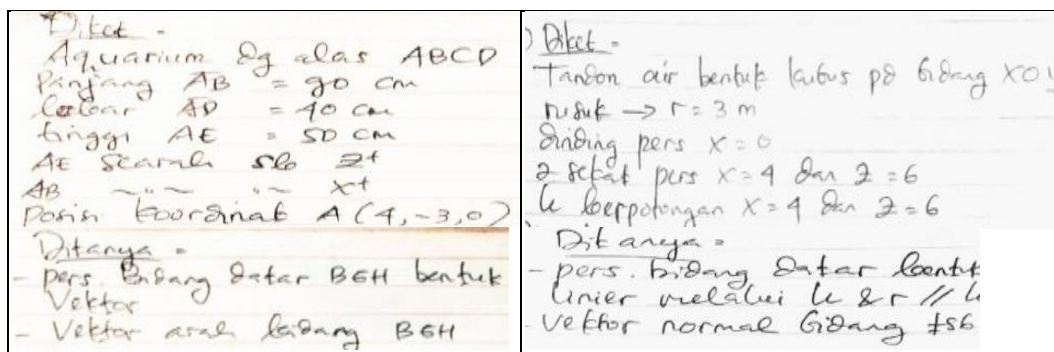 Diket -
Aquarium dg alas ABCD
Panjang AB = 90 cm
lebar AD = 40 cm
tinggi AE = 50 cm
AE searah sb z+
AB ~"~ "~ x+
Posisi koordinat A (4, -3, 0)
Ditanya =
- pers. Bidang datar BGH bentuk
Vektor
- Vektor arah bidang BGH
) Diket =
Tandon air bentuk kubus pd bidang XOY
rusuk → r = 3 m
dinding pers x = 0
2 sekat pers x = 4 dan z = 6
k berpotongan x = 4 dan z = 6
Ditanya =
- pers. bidang datar bentuk
linier melalui k & r // k
- Vektor normal bidang tsb